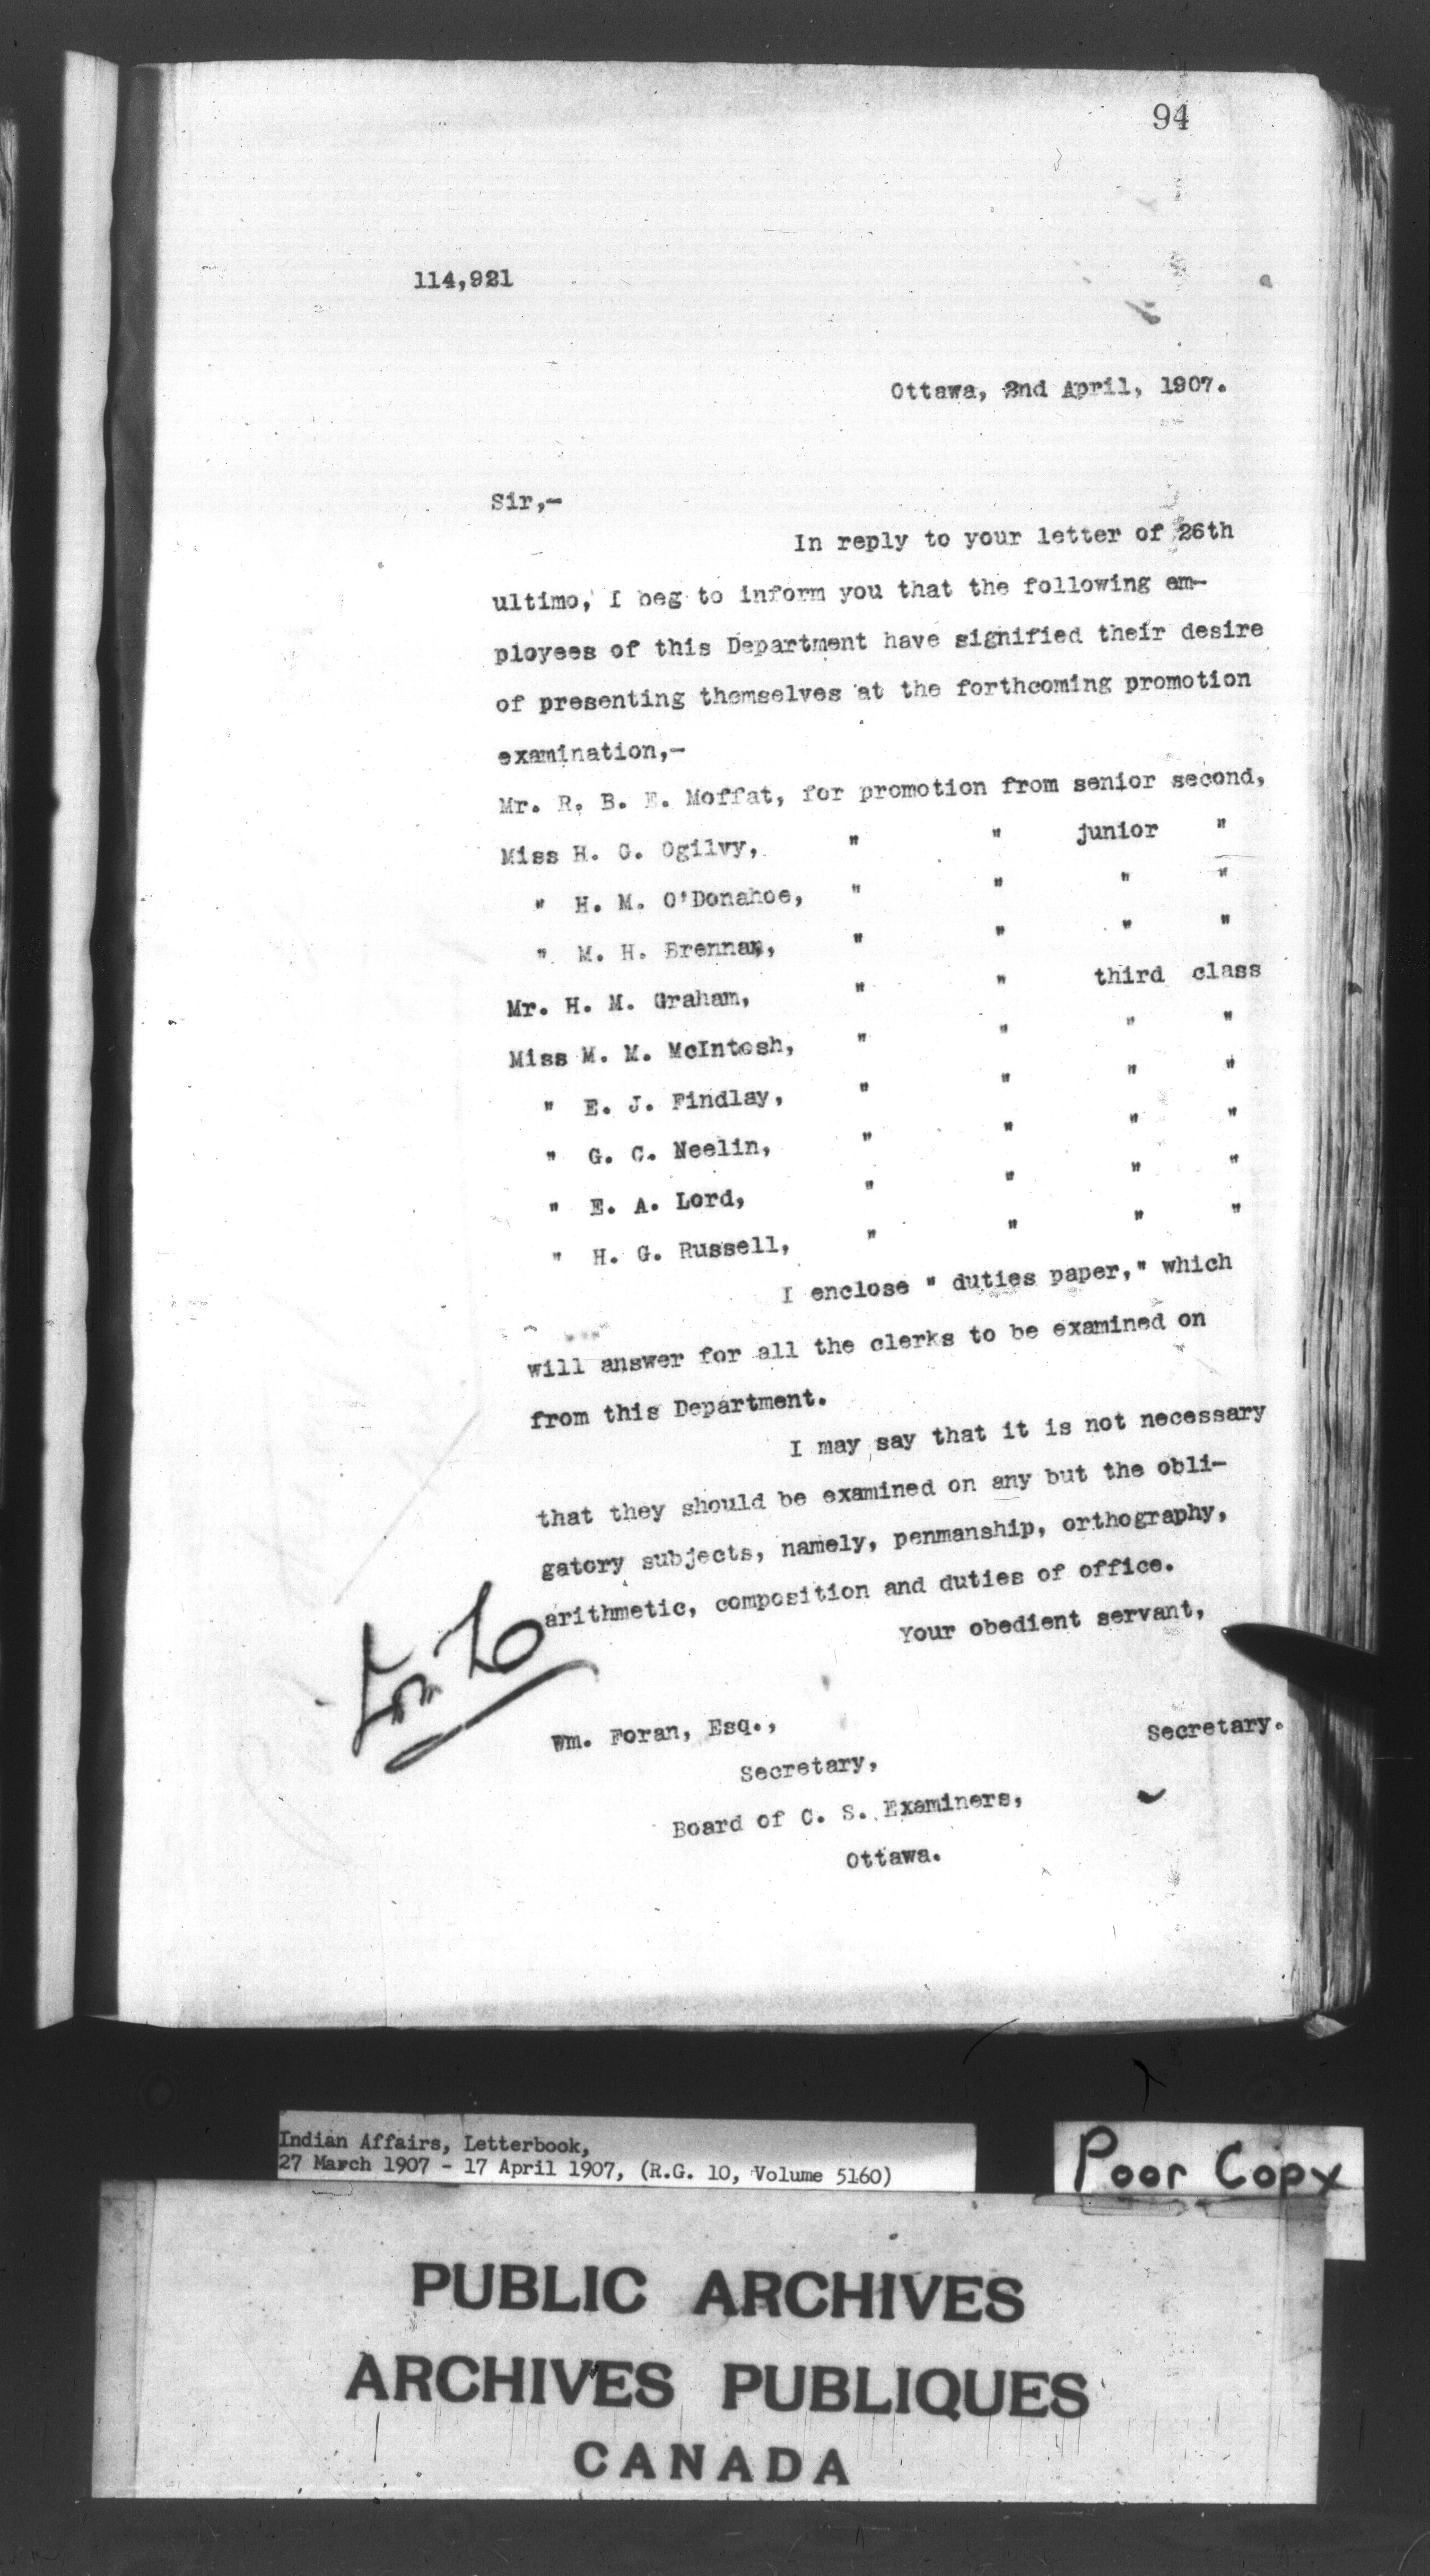 94
114,921
Ottawa, 2nd April, 1907.
Sir,-
In reply to your letter of 26th
ultimo, I beg to inform you that the following em-
ployees of this Department have signified their desire
of presenting themselves at the forthcoming promotion
examination,-
Mr. R. B. E. Moffat, for promotion from senior second,
Miss H. G. Ogilvy, " " junior "
" H. M. O'Donahoe, " " " "
" M. H. Brennan, " " " "
Mr. H. M. Graham, " " third class
Miss M. M. McIntosh, " " " "
" E. J. Findlay, " " " "
" G. C. Neelin, " " " "
" E. A. Lord, " " " "
" H. G. Russell, " " " "
I enclose " duties paper," which
will answer for all the clerks to be examined on
from this Department.
I may say that it is not necessary
that they should be examined on any but the obli-
gatory subjects, namely, penmanship, orthography,
arithmetic, composition and duties of office.
Your obedient servant,
Secretary.
Wm. Foran, Esq.,
Secretary,
Board of C. S. Examiners,
Ottawa.
Indian Affairs, Letterbook,
27 March 1907 - 17 April 1907, (R.G. 10, Volume 5160)
Poor Copy
PUBLIC ARCHIVES
ARCHIVES PUBLIQUES
CANADA